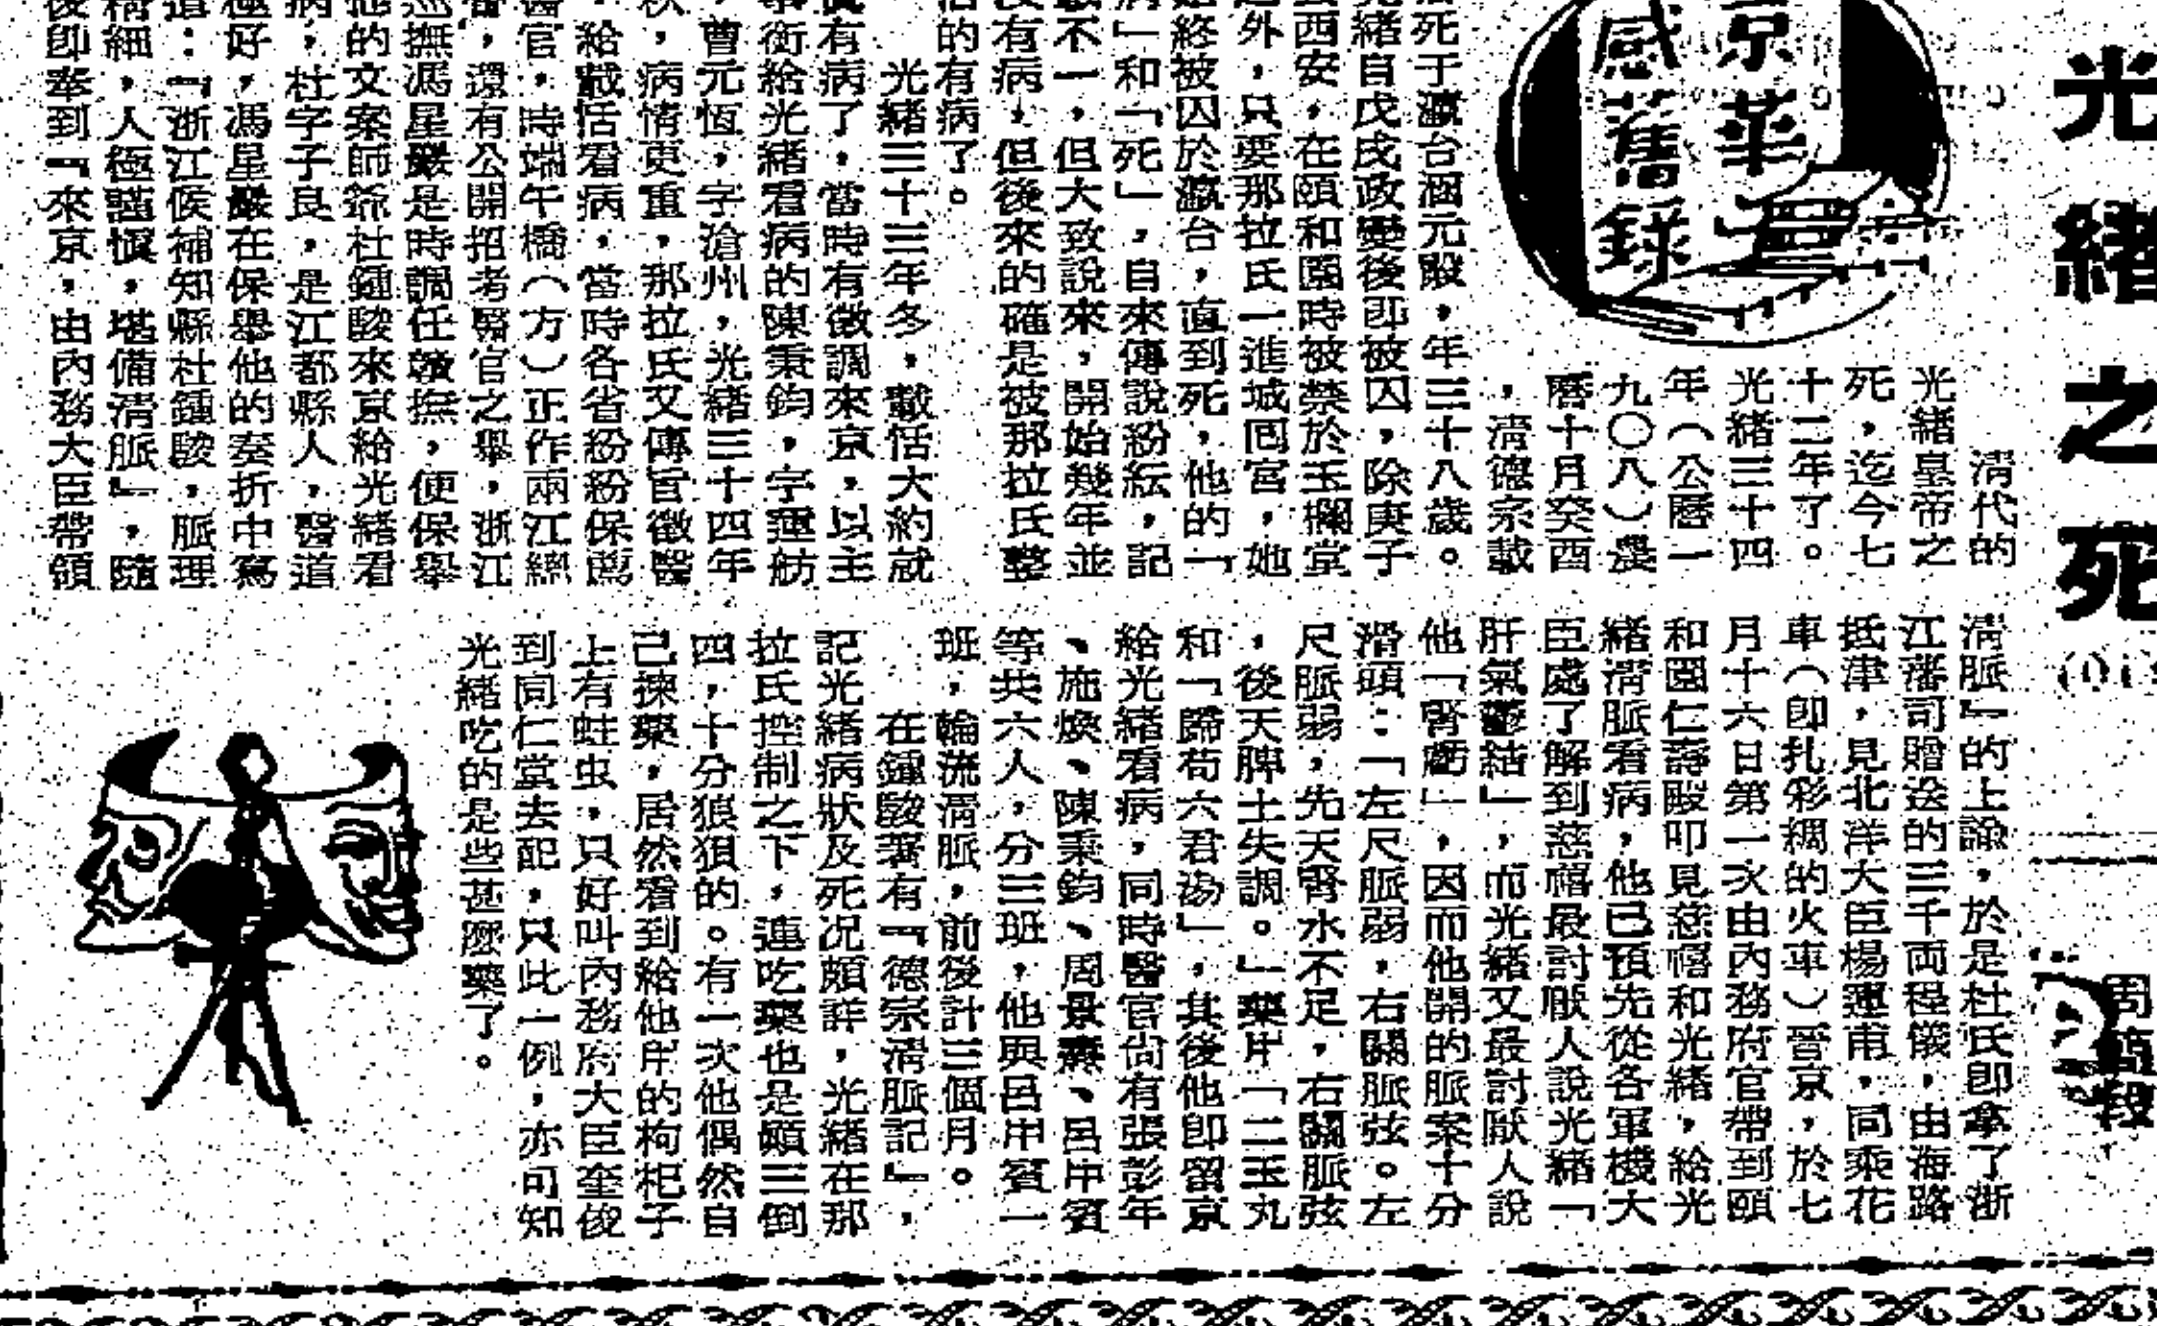 光緒之死
周簡段
京華
感舊錄
清代的
光緒皇帝之
死，迄今七
十二年了。
光緒三十四
年（公曆一
九〇八）農
曆十月癸酉
，清德宗載
死于瀛台涵元殿，年三十八歲。
光緒自戊戌政變後即被囚，除庚子
去西安，在頤和園時被禁於玉襴堂
之外，只要那拉氏一進城囘宮，她
始終被囚於瀛台，直到死，他的「
病」和「死」，自來傳說紛紜，記
載不一，但大致說來，開始幾年並
沒有病，但後來的確是被那拉氏整
治的有病了。
光緒三十三年冬，載恬大約就
真有病了，當時有徵調來京，以主
事銜給光緒看病的陳秉鈞，字蓮舫
，曹元恆，字滄州，光緒三十四年
秋，病情更重，那拉氏又傳旨徵醫
，給載恬看病，當時各省紛紛保薦
醫官，時端午橋（方）正作兩江總
督，還有公開招考醫官之舉，浙江
巡撫馮星巖是時調任贛撫，便保舉
他的文案師爺杜鍾駿來京給光緒看
病，杜字子良，是江都縣人，醫道
極好，馮星巖在保舉他的奏折中寫
道：『浙江候補知縣杜鍾駿，脈理
精細，人極謹慎，堪備清脈』，隨
後即奉到『來京，由內務大臣帶領
清脈』的上諭，於是杜氏即拿了浙
江藩司贈送的三千両程儀，由海路
抵津，見北洋大臣楊蓮甫，同乘花
車（即扎彩綢的火車）晉京，於七
月十六日第一次由內務府官帶到頤
和園仁壽殿叩見慈禧和光緒，給光
緒清脈看病，他已預先從各軍機大
臣處了解到慈禧最討厭人說光緒「
肝氣鬱結」，而光緒又最討厭人說
他「腎虧」，因而他開的脈案十分
滑頭：「左尺脈弱，右關脈弦。左
尺脈弱，先天腎水不足，右關脈弦
，後天脾土失調。」藥用「二玉丸
和「歸芍六君湯」，其後他即留京
給光緒看病，同時醫官尚有張彭年
、施煥、陳秉鈞、周景燾、呂用賓
等共六人，分三班，他與呂用賓一
班，輪流清脈，前後計三個月。
在鍾駿著有『德宗清脈記』，
記光緒病狀及死况頗詳，光緒在那
拉氏控制之下，連吃藥也是顛三倒
四，十分狼狽的。有一次他偶然自
己揀藥，居然看到給他用的枸杞子
上有蛀虫，只好叫內務府大臣奎俊
到同仁堂去配，只此一例，亦可知
光緒吃的是些甚麼藥了。